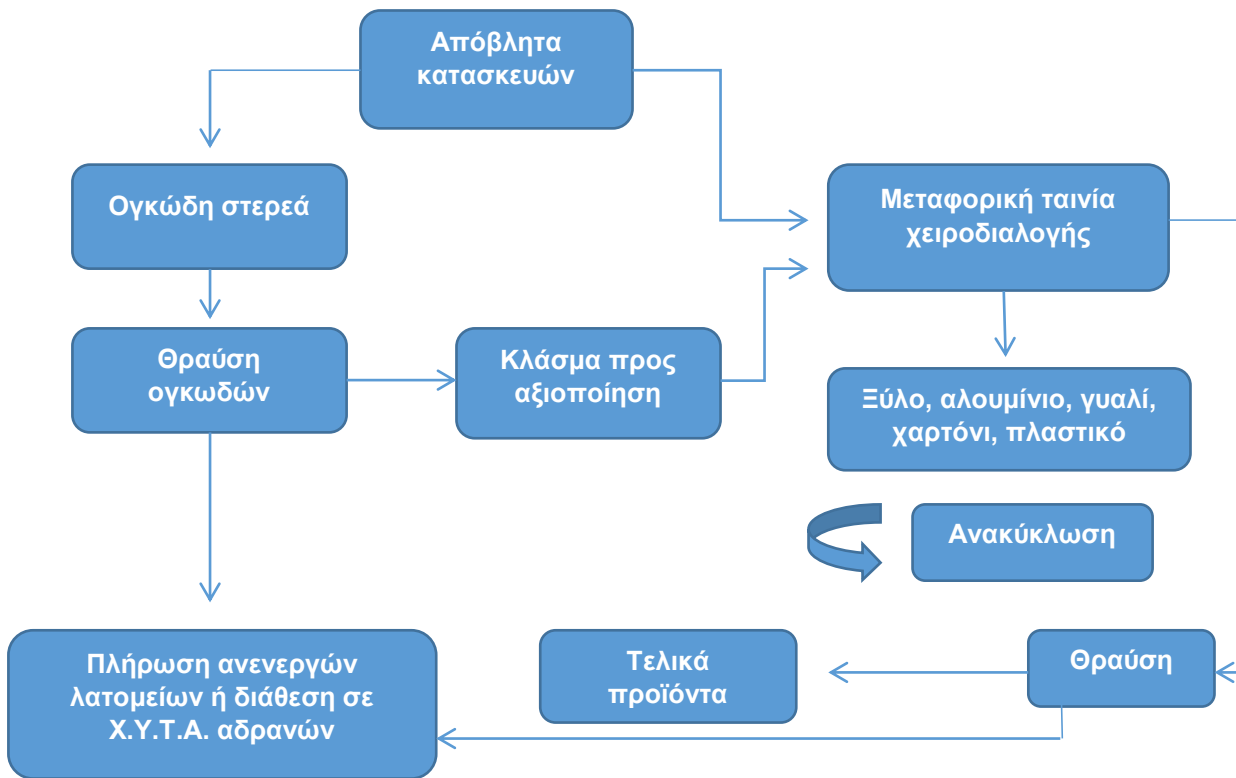 Απόβλητα
κατασκευών
Ογκώδη στερεά
Μεταφορική ταινία
χειροδιαλογής
Θραύση
ογκωδών
Κλάσμα προς
αξιοποίηση
Ξύλο, αλουμίνιο, γυαλί,
χαρτόνι, πλαστικό
Ανακύκλωση
Πλήρωση ανενεργών
λατομείων ή διάθεση σε
Χ.Υ.Τ.Α. αδρανών
Τελικά
προϊόντα
Θραύση